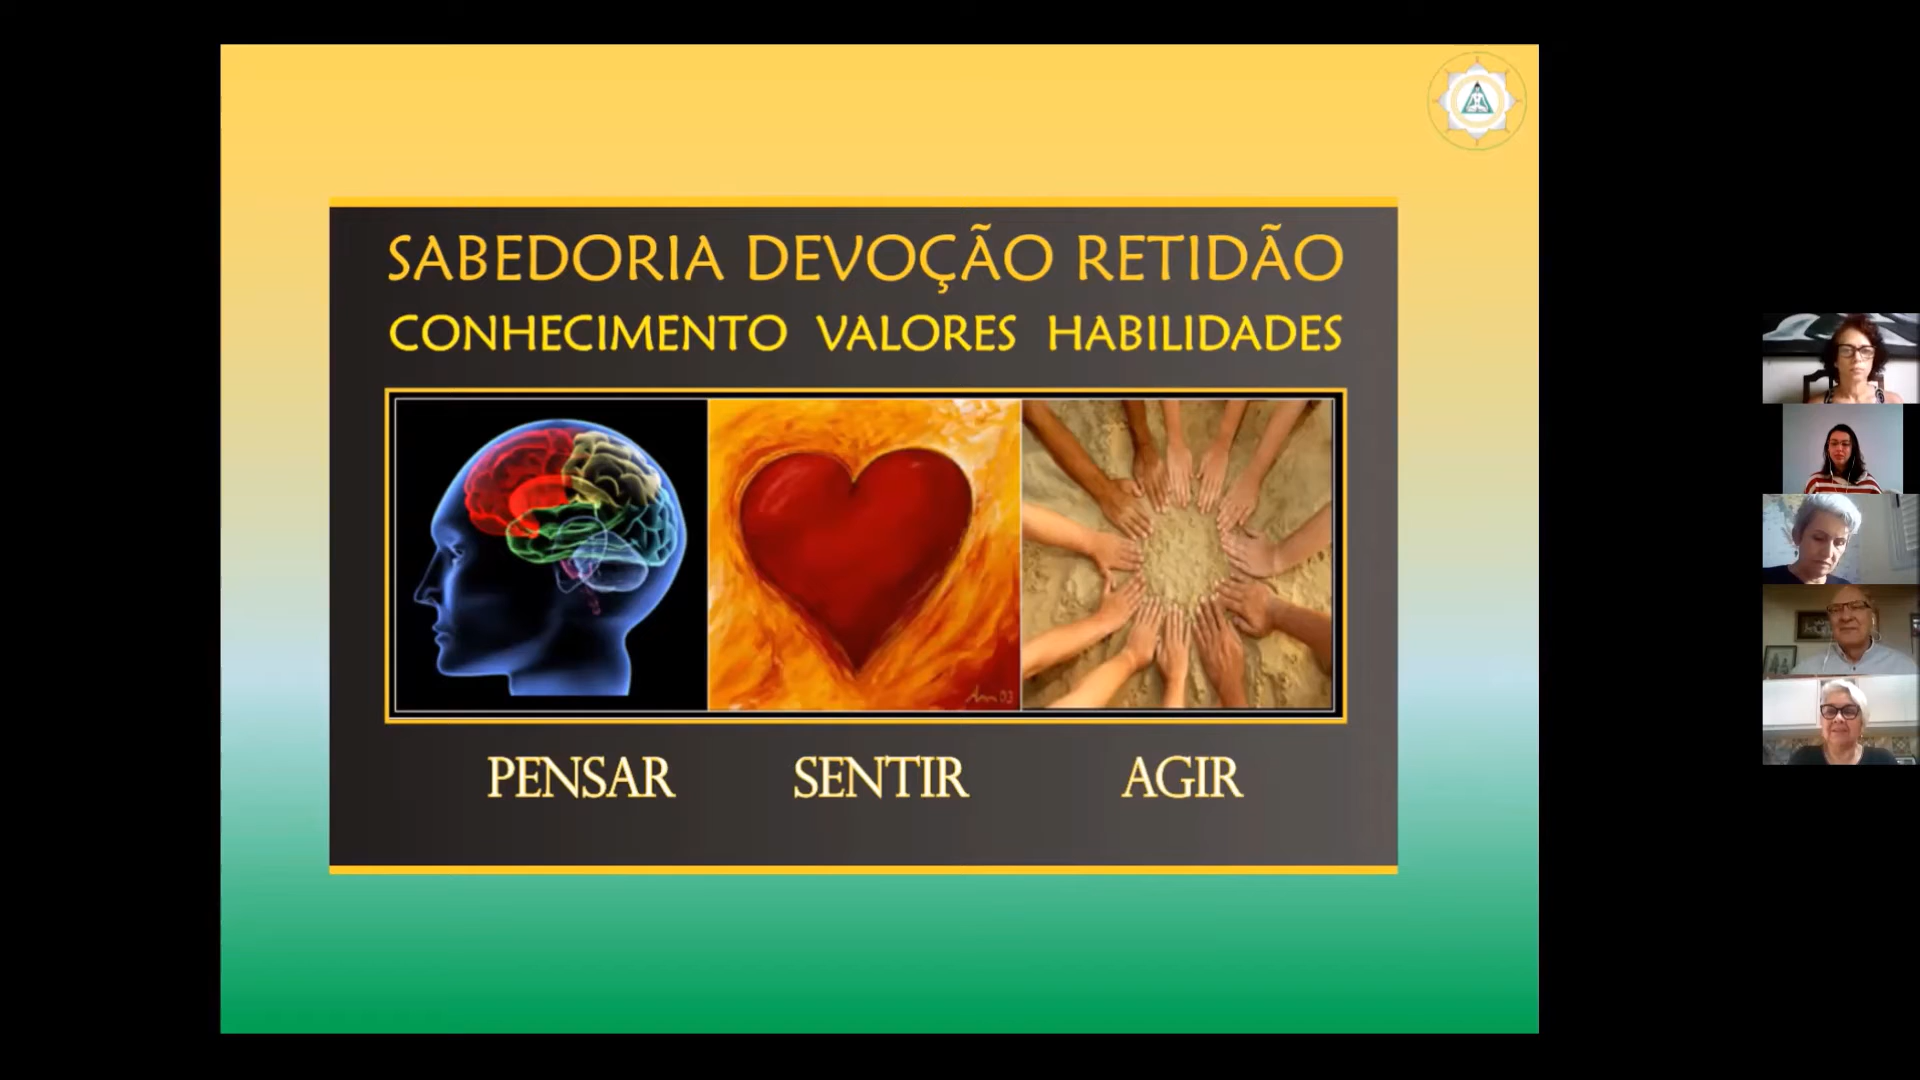 SABEDORIA DEVOÇÃO RETIDÃO
CONHECIMENTO VALORES HABILIDADES
PENSAR SENTIR AGIR